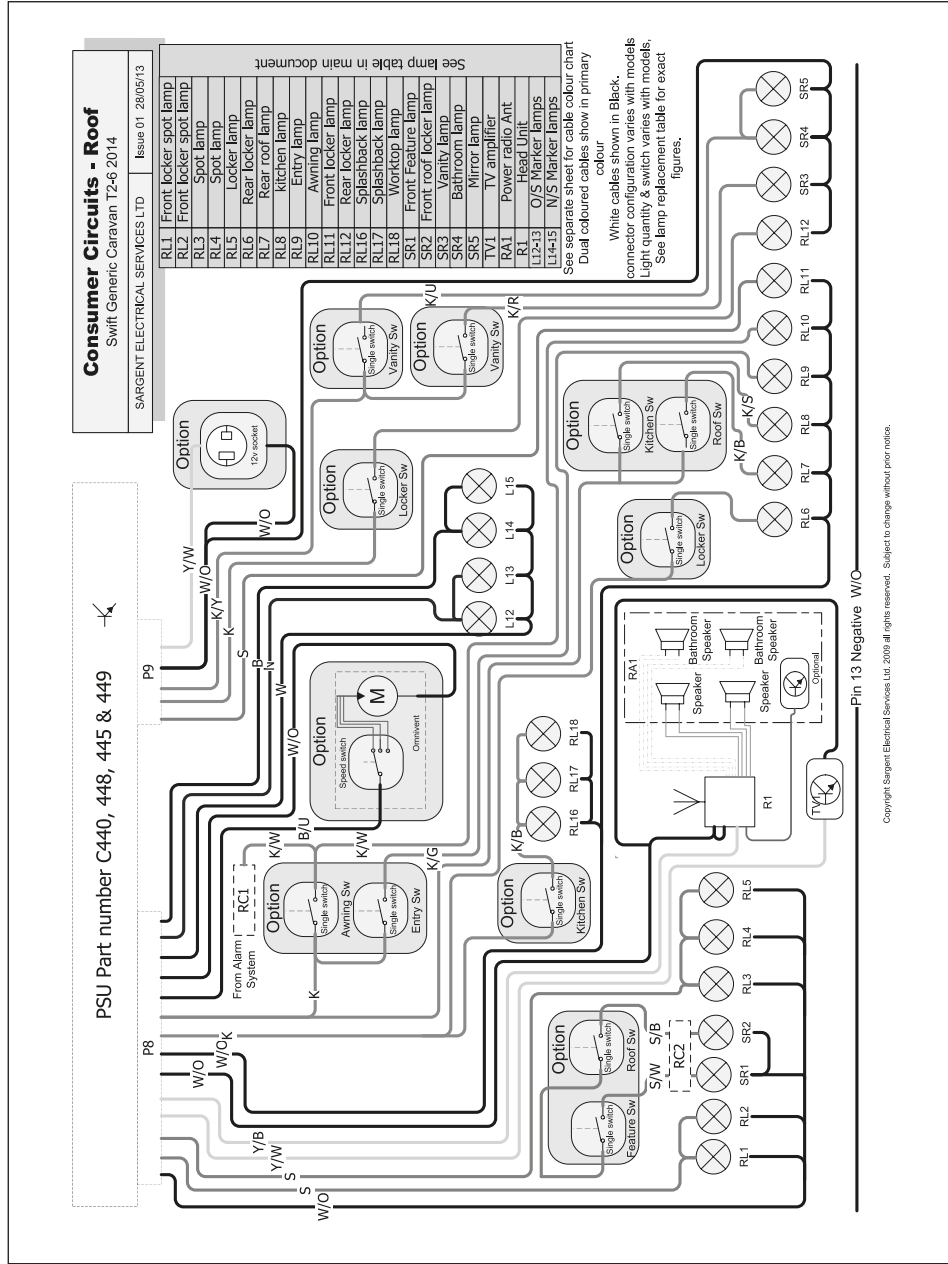 Consumer Circuits - Roof
Swift Generic Caravan T2-6 2014
SARGENT ELECTRICAL SERVICES LTD
Issue 01 28/05/13
RL1 Front locker spot lamp
RL2 Front locker spot lamp
RL3 Spot lamp
RL4 Spot lamp
RL5 Locker lamp
RL6 Rear locker lamp
RL7 Rear roof lamp
RL8 kitchen lamp
RL9 Entry lamp
RL10 Awning lamp
RL11 Front locker lamp
RL12 Rear locker lamp
RL16 Splashback lamp
RL17 Splashback lamp
RL18 Worktop lamp
SR1 Front Feature lamp
SR2 Front roof locker lamp
SR3 Vanity lamp
SR4 Bathroom lamp
SR5 Mirror lamp
TV1 TV amplifier
RA1 Power radio Ant
R1 Head Unit
L12-13 O/S Marker lamps
L14-15 N/S Marker lamps
See lamp table in main document
See separate sheet for cable colour chart
Dual coloured cables show in primary
colour
White cables shown in Black.
connector configuration varies with models
Light quantity & switch varies with models,
See lamp replacement table for exact
figures.
PSU Part number C440, 448, 445 & 449
P8
P9
W/O
S
S
Y/W
Y/B
W/O
W/O
K
K
W/O
W
N
B
S
K
K/Y
W/O
Y/W
W/O
Option
12v socket
Option
Single switch
Vanity Sw
K/U
Option
Single switch
Vanity Sw
K/R
Option
Single switch
Locker Sw
L12
L13
L14
L15
Option
Speed switch
M
Omnivent
From Alarm
System
RC1
K/W
B/U
K/W
Option
Single switch
Awning Sw
Single switch
Entry Sw
K/G
Option
Single switch
Kitchen Sw
K/B
RL16
RL17
RL18
Option
Single switch
Kitchen Sw
Single switch
Roof Sw
K/S
K/B
Option
Single switch
Locker Sw
Option
Single switch
Feature Sw
Single switch
Roof Sw
S/W
S/B
RC2
RL1
RL2
SR1
SR2
RL3
RL4
RL5
R1
TV1
RA1
Speaker
Bathroom
Speaker
Speaker
Bathroom
Speaker
Optional
RL6
RL7
RL8
RL9
RL10
RL11
RL12
SR3
SR4
SR5
Pin 13 Negative W/O
Copyright Sargent Electrical Services Ltd. 2009 all rights reserved. Subject to change without prior notice.